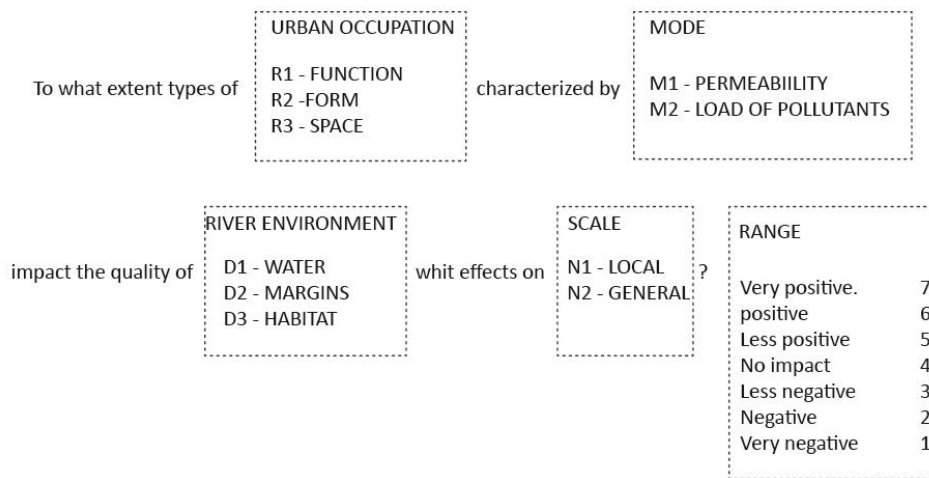 URBAN OCCUPATION
To what extent types of
R1 - FUNCTION
R2 -FORM
R3 - SPACE
characterized by
MODE
M1 - PERMEABIILITY
M2 - LOAD OF POLLUTANTS
impact the quality of
RIVER ENVIRONMENT
D1 - WATER
D2 - MARGINS
D3 - HABITAT
whit effects on
SCALE
N1 - LOCAL
N2 - GENERAL
?
RANGE
Very positive. 7
positive 6
Less positive 5
No impact 4
Less negative 3
Negative 2
Very negative 1